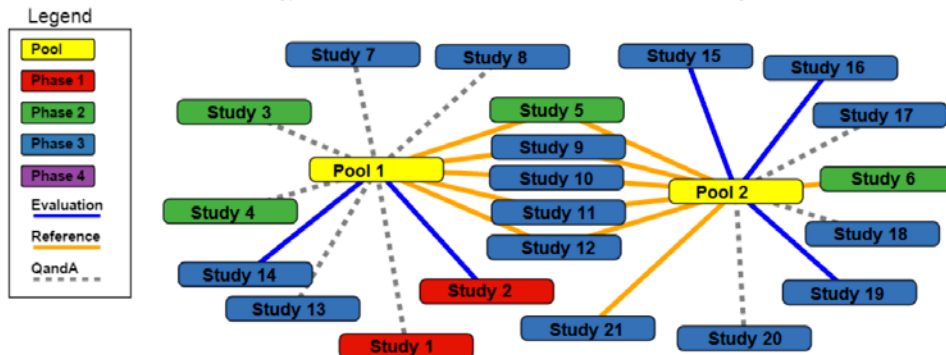 Legend
Pool
Phase 1
Phase 2
Phase 3
Phase 4
Evaluation
Reference
QandA
Study 7
Study 8
Study 15
Study 16
Study 3
Study 5
Study 17
Study 9
Pool 1
Study 10
Pool 2
Study 6
Study 4
Study 11
Study 18
Study 12
Study 14
Study 2
Study 19
Study 13
Study 21
Study 20
Study 1